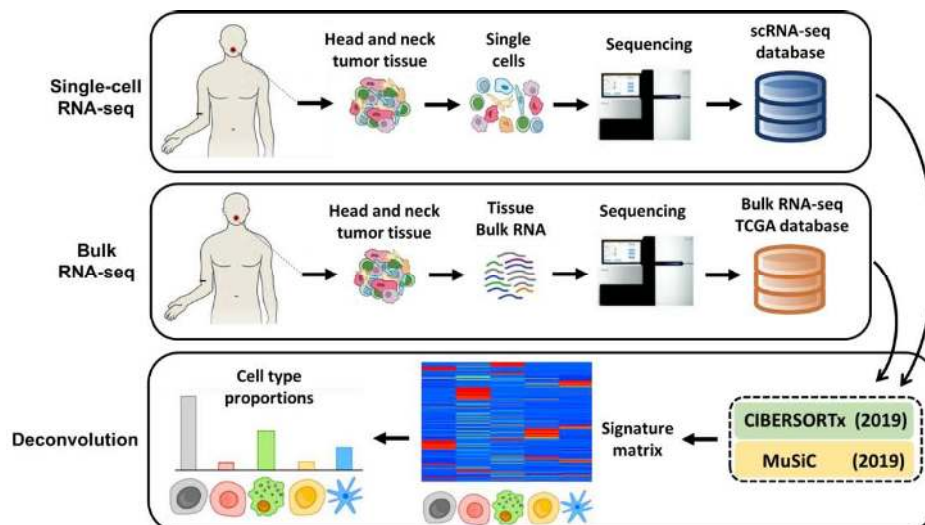 Single-cell
RNA-seq
Head and neck
tumor tissue
Single
cells
Sequencing
scRNA-seq
database
Bulk
RNA-seq
Head and neck
tumor tissue
Tissue
Bulk RNA
Sequencing
Bulk RNA-seq
TCGA database
Deconvolution
Cell type
proportions
Signature
matrix
CIBERSORTx (2019)
MuSiC (2019)